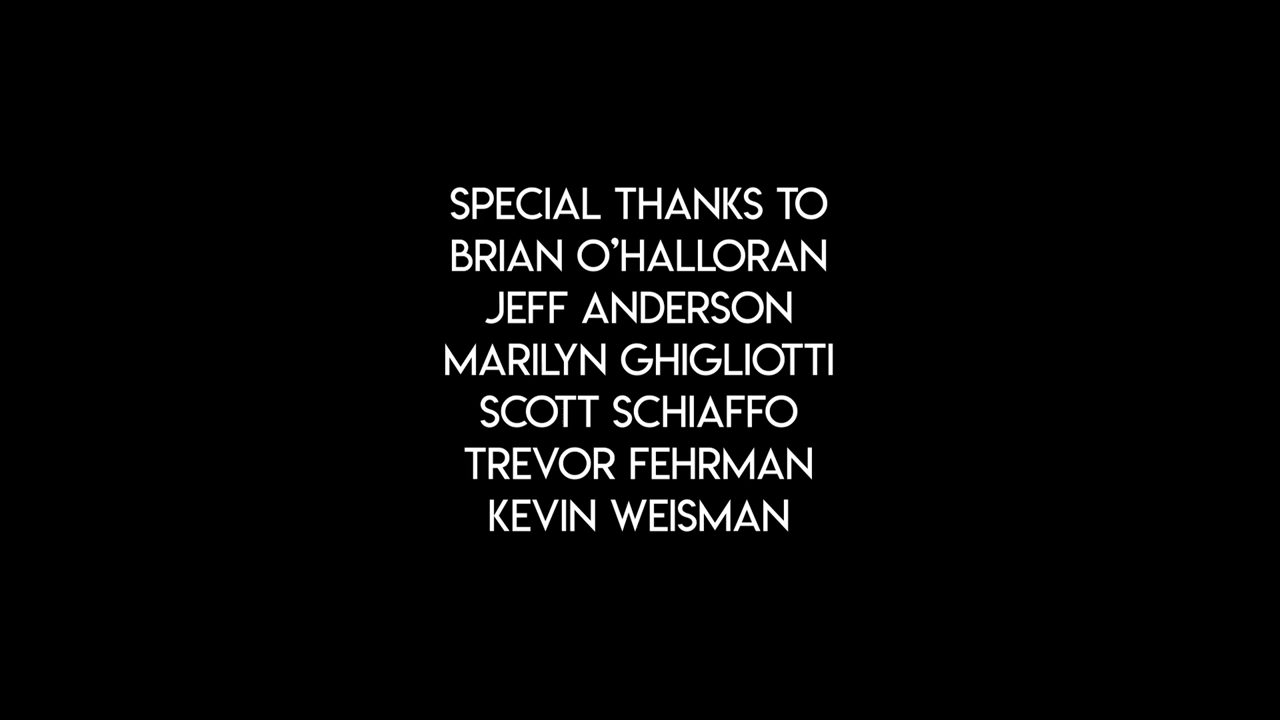 SPECIAL THANKS TO
BRIAN O’HALLORAN
JEFF ANDERSON
MARILYN GHIGLIOTTI
SCOTT SCHIAFFO
TREVOR FEHRMAN
KEVIN WEISMAN